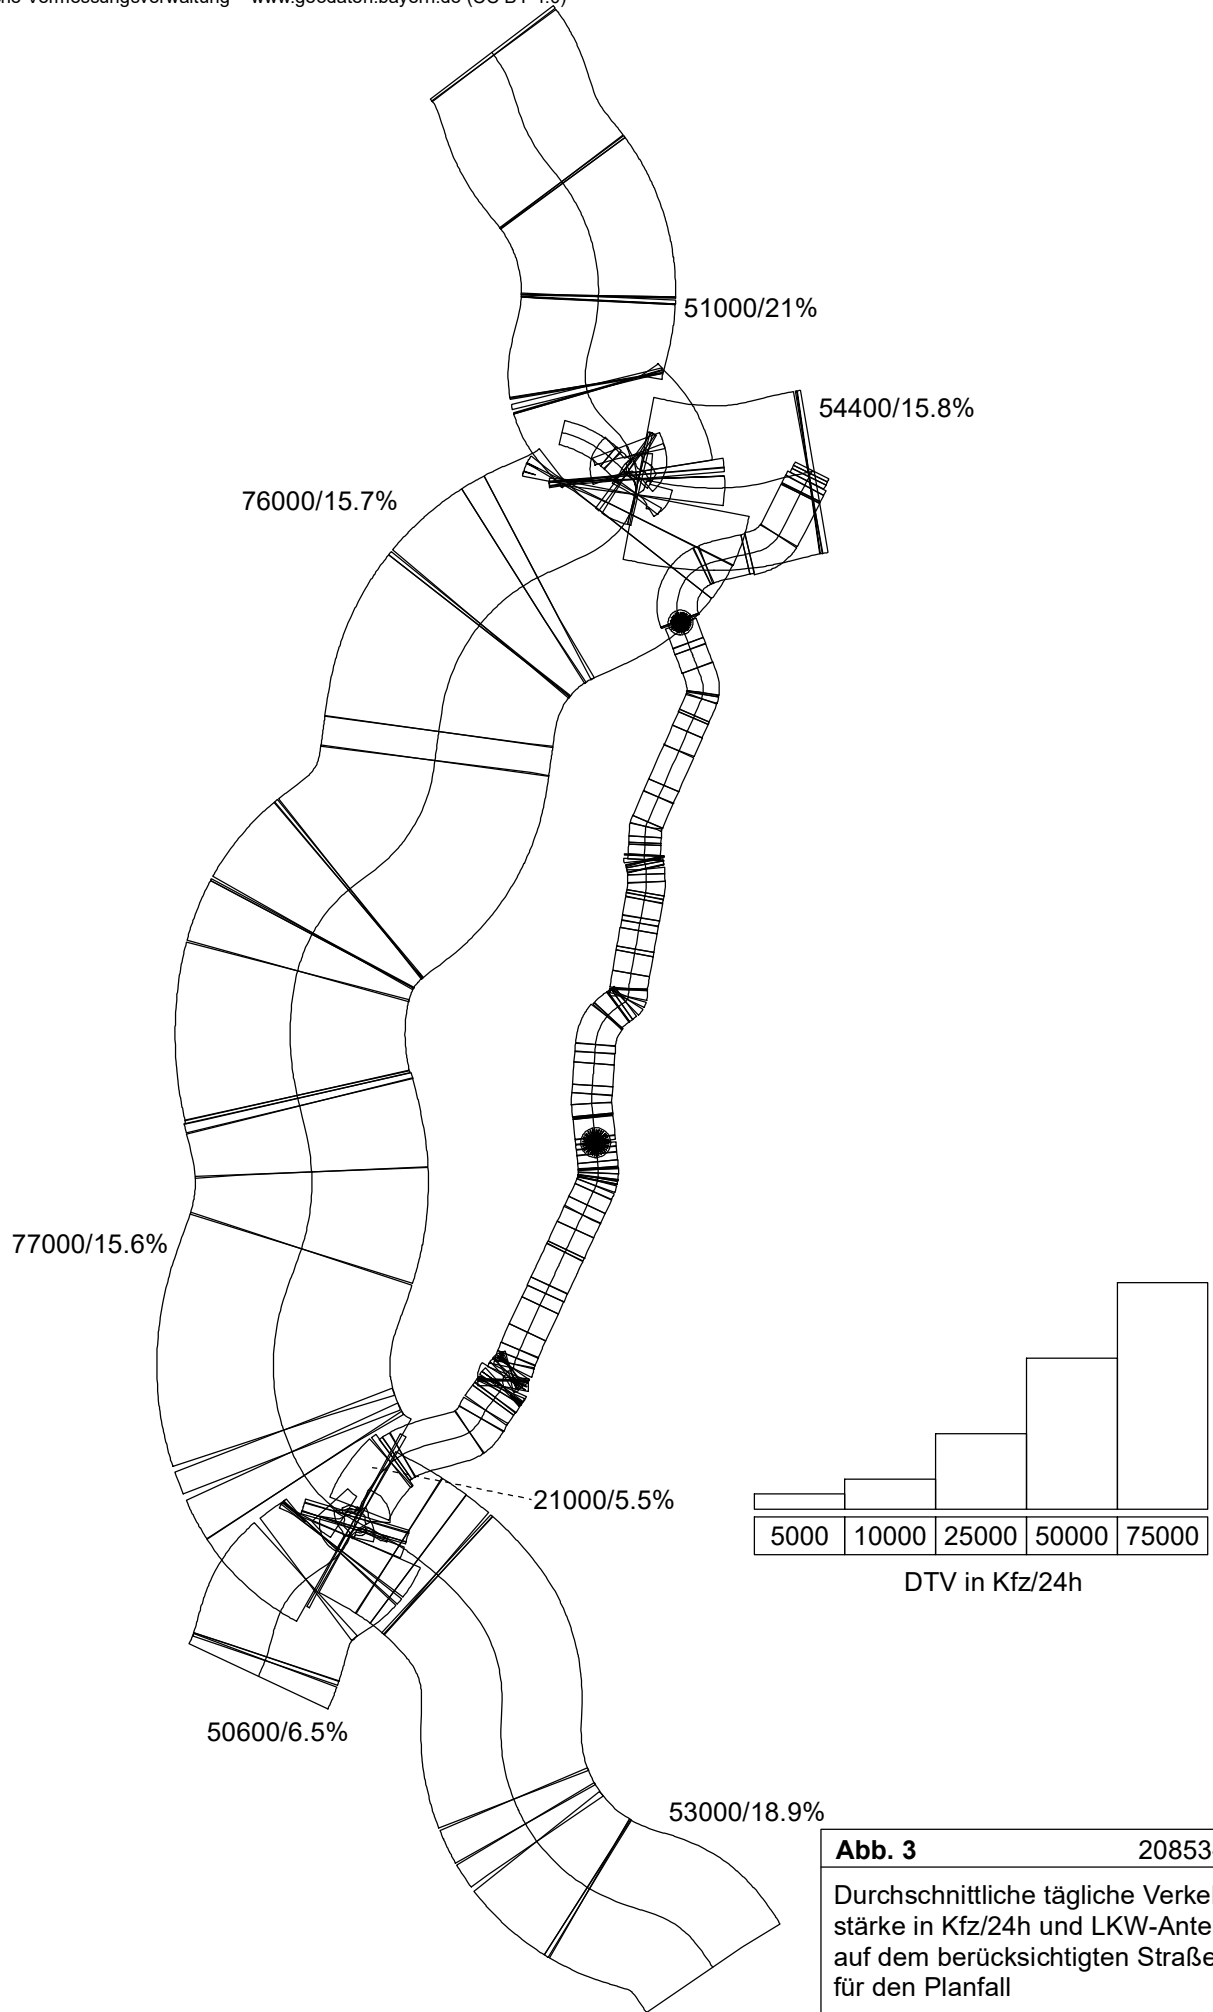 51000/21%
54400/15.8%
76000/15.7%
77000/15.6%
21000/5.5%
5000 10000 25000 50000 75000
DTV in Kfz/24h
50600/6.5%
53000/18.9%
Abb. 3 20853
Durchschnittliche tägliche
stärke in Kfz/24h und
auf dem berücksichtigten
für den Planfall